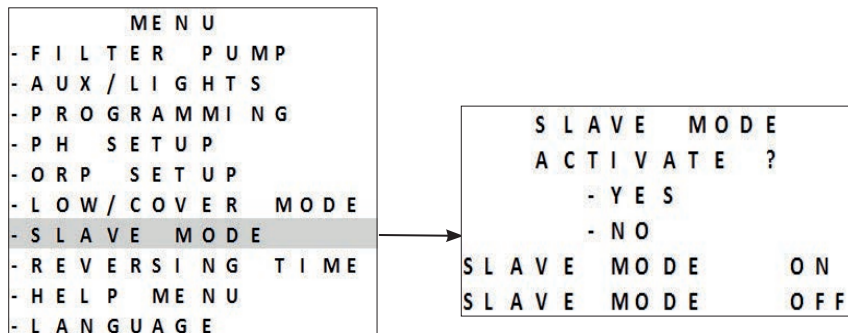 MENU
-FILTER PUMP
-AUX/LIGHTS
-PROGRAMMING
-PH SETUP
-ORP SETUP
-LOW/COVER MODE
-SLAVE MODE
-REVERSING TIME
-HELP MENU
-LANGUAGE
SLAVE MODE
ACTIVATE ?
-YES
-NO
SLAVE MODE ON
SLAVE MODE OFF